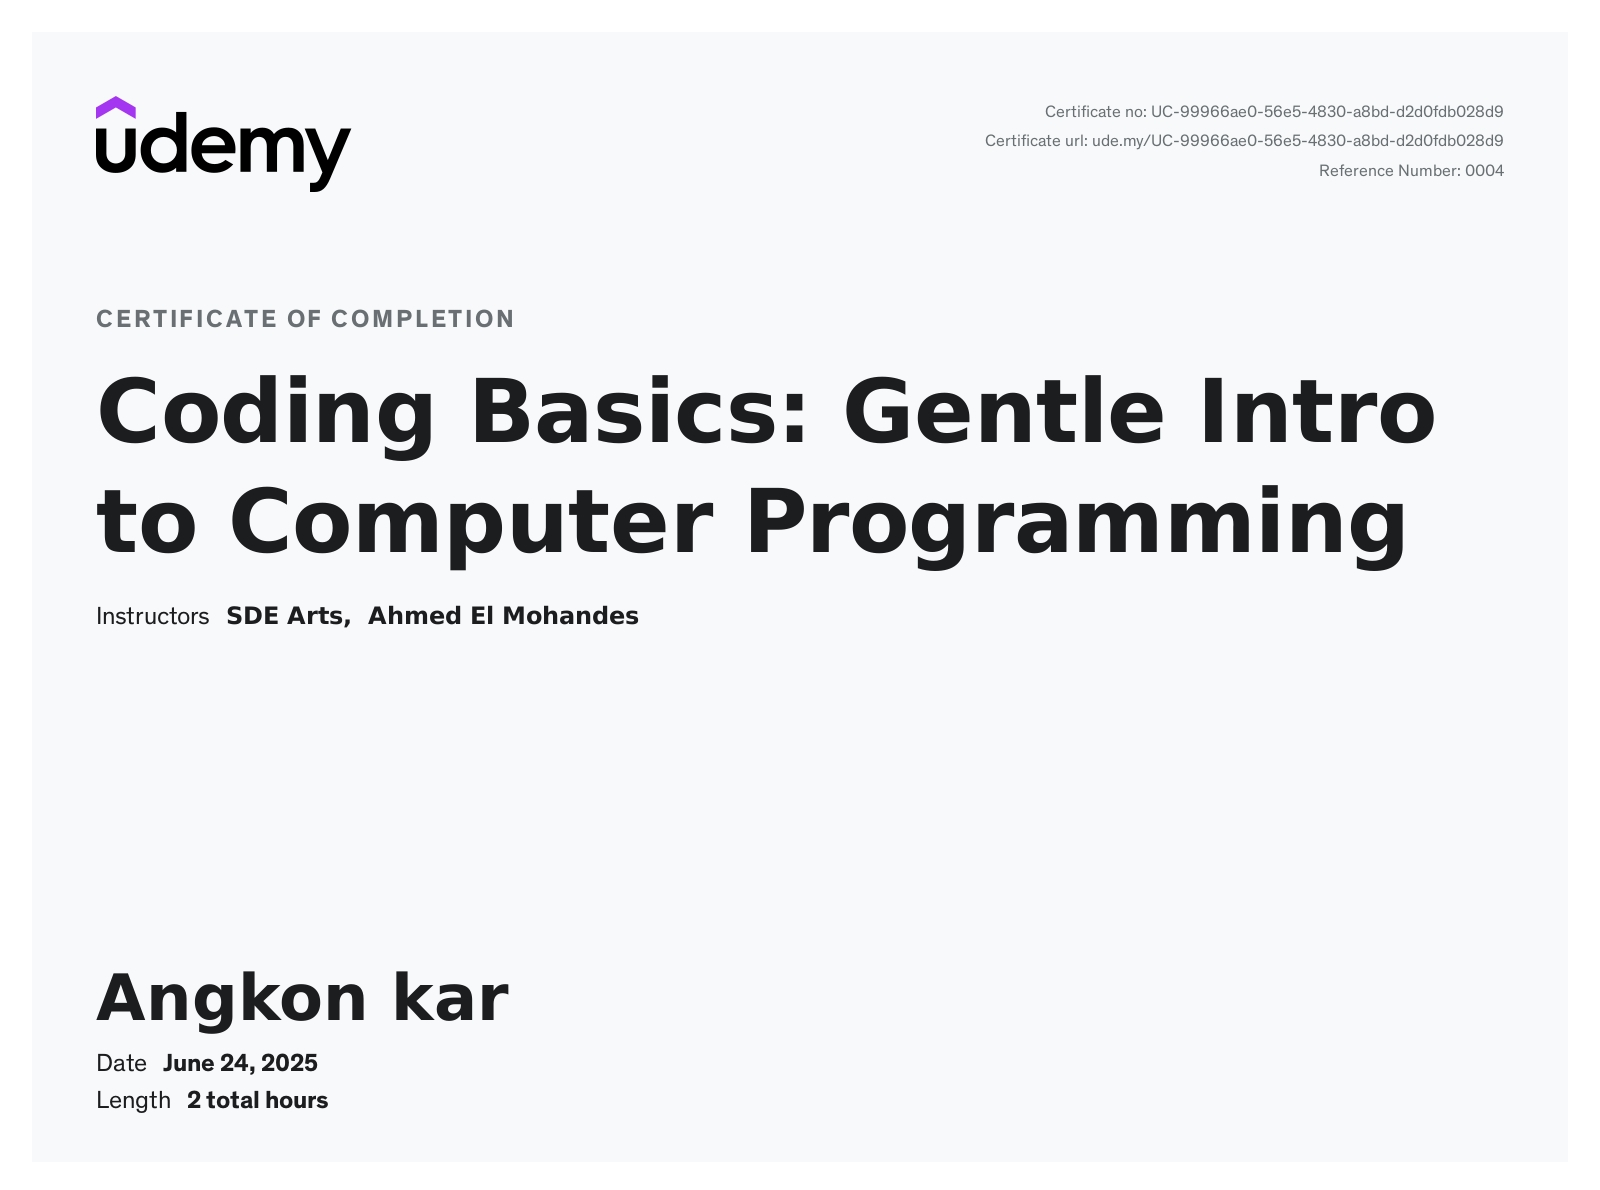 udemy
Certificate no: UC-99966ae0-56e5-4830-a8bd-d2d0fdb028d9
Certificate url: ude.my/UC-99966ae0-56e5-4830-a8bd-d2d0fdb028d9
Reference Number: 0004
CERTIFICATE OF COMPLETION
Coding Basics: Gentle Intro
to Computer Programming
Instructors SDE Arts, Ahmed El Mohandes
Angkon kar
Date June 24, 2025
Length 2 total hours